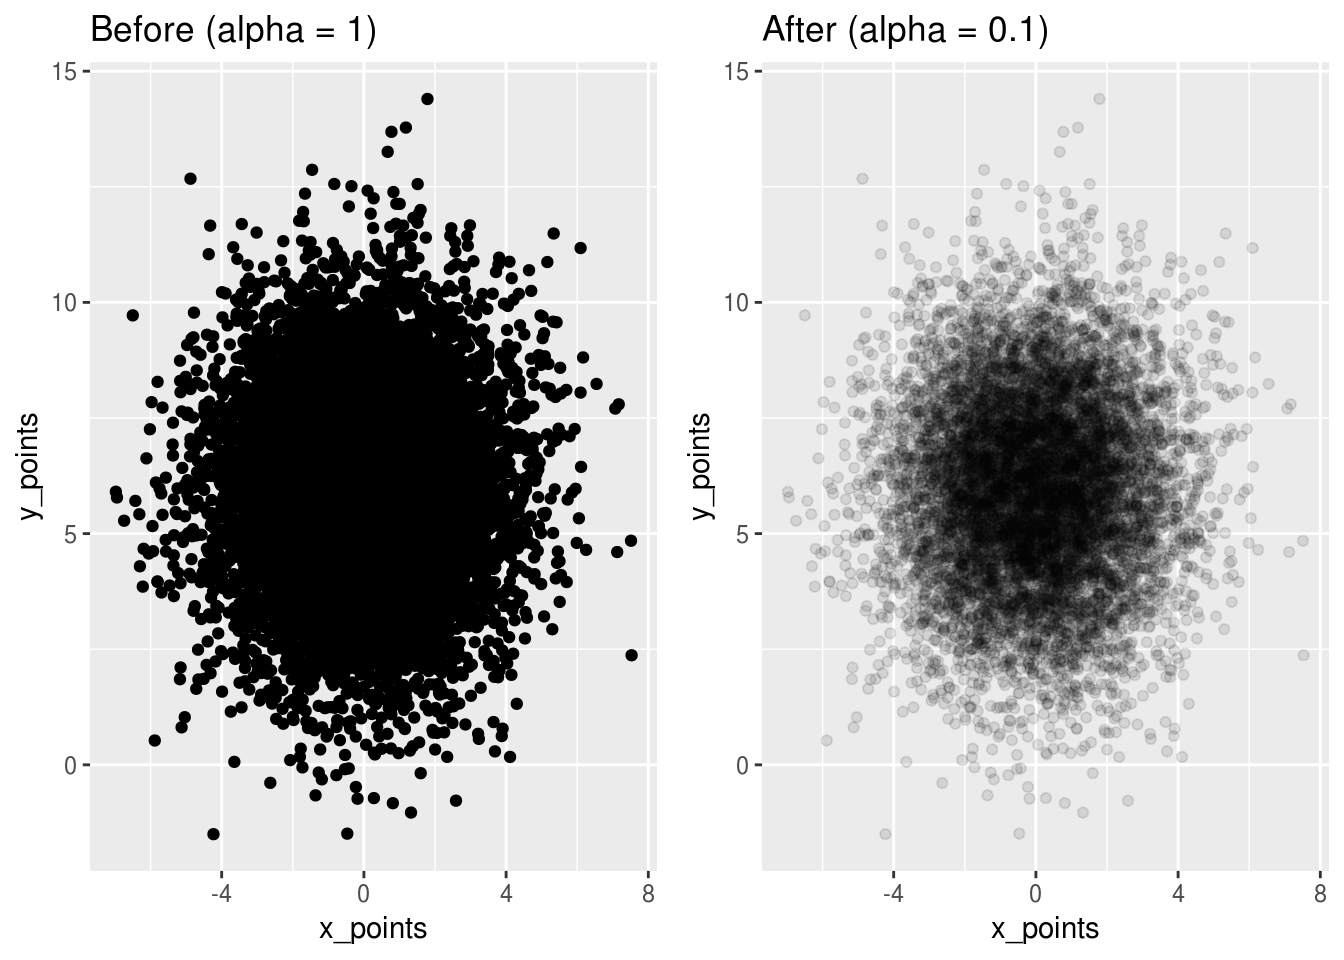 Before (alpha = 1)
15
10
5
0
y_points
-4
0
4
8
x_points
After (alpha = 0.1)
15
10
5
0
y_points
-4
0
4
8
x_points